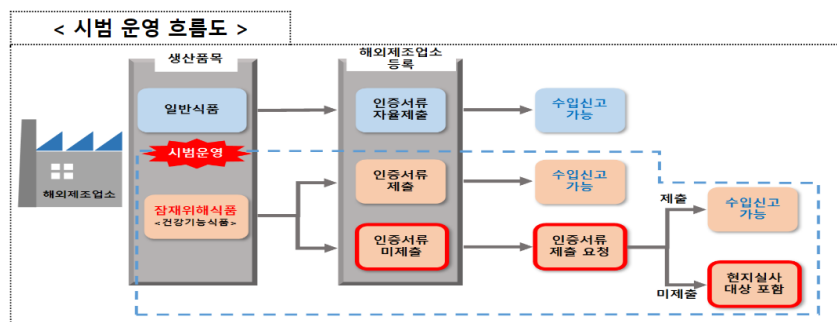 < 시범 운영 흐름도 >
생산품목
해외제조업소
등록
일반식품
인증서류
자율제출
수입신고
가능
시범운영
해외제조업소
잠재위해식품
<건강기능식품>
인증서류
제출
수입신고
가능
인증서류
미제출
인증서류
제출 요청
제출
수입신고
가능
미제출
현지실사
대상 포함